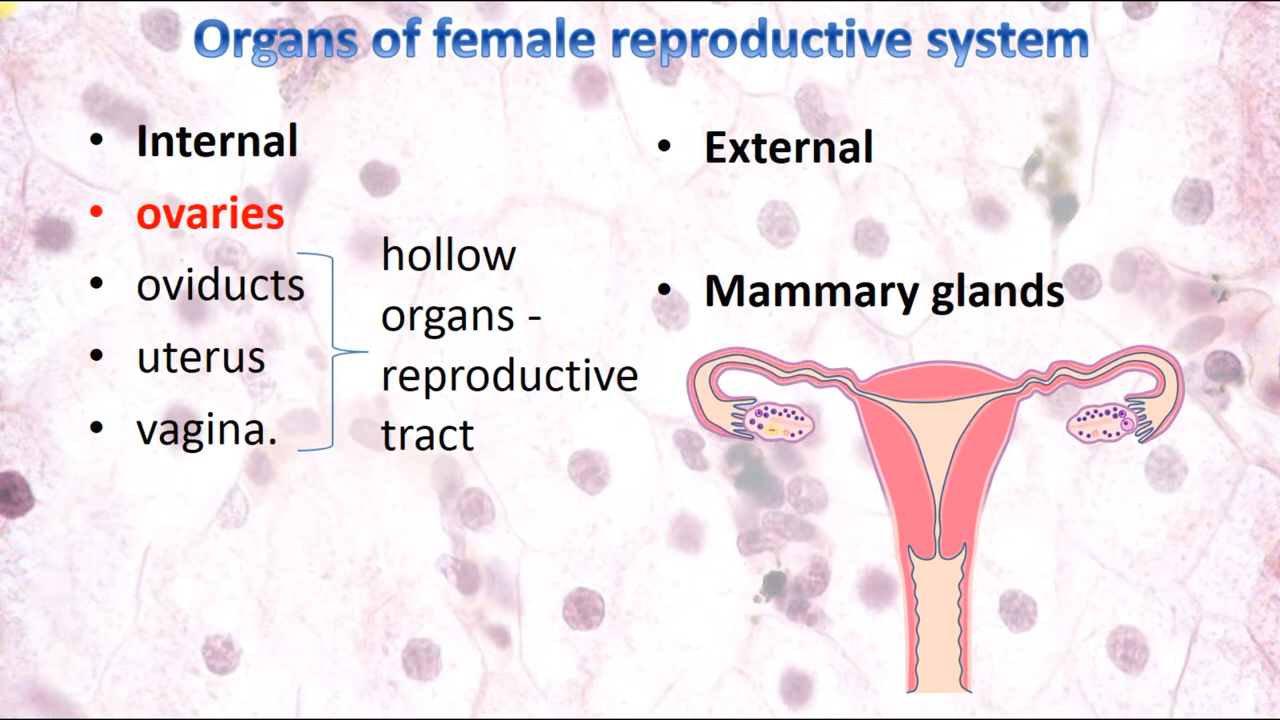 Organs of female reproductive system
• Internal
• ovaries
• oviducts
• uterus
• vagina.
hollow
organs -
reproductive
tract
• External
• Mammary glands